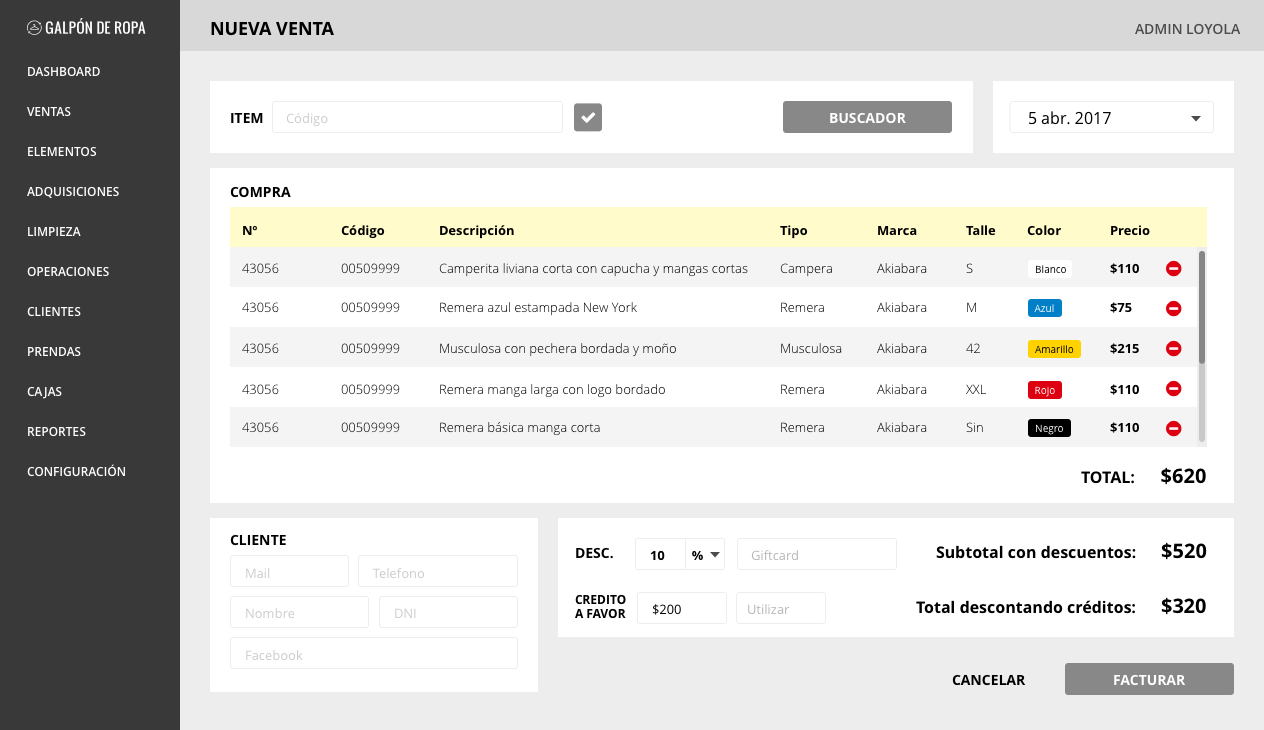 GALPÓN DE ROPA
DASHBOARD
VENTAS
ELEMENTOS
ADQUISICIONES
LIMPIEZA
OPERACIONES
CLIENTES
PRENDAS
CAJAS
REPORTES
CONFIGURACIÓN
NUEVA VENTA ADMIN LOYOLA
ITEM Código BUSCADOR 5 abr. 2017
COMPRA
Nº Código Descripción Tipo Marca Talle Color Precio
43056 00509999 Camperita liviana corta con capucha y mangas cortas Campera Akiabara S Blanco $110
43056 00509999 Remera azul estampada New York Remera Akiabara M Azul $75
43056 00509999 Musculosa con pechera bordada y moño Musculosa Akiabara 42 Amarillo $215
43056 00509999 Remera manga larga con logo bordado Remera Akiabara XXL Rojo $110
43056 00509999 Remera básica manga corta Remera Akiabara Sin Negro $110
TOTAL: $620
CLIENTE
Mail Telefono
Nombre DNI
Facebook
DESC. 10 % Giftcard Subtotal con descuentos: $520
CREDITO
A FAVOR $200 Utilizar Total descontando créditos: $320
CANCELAR FACTURAR